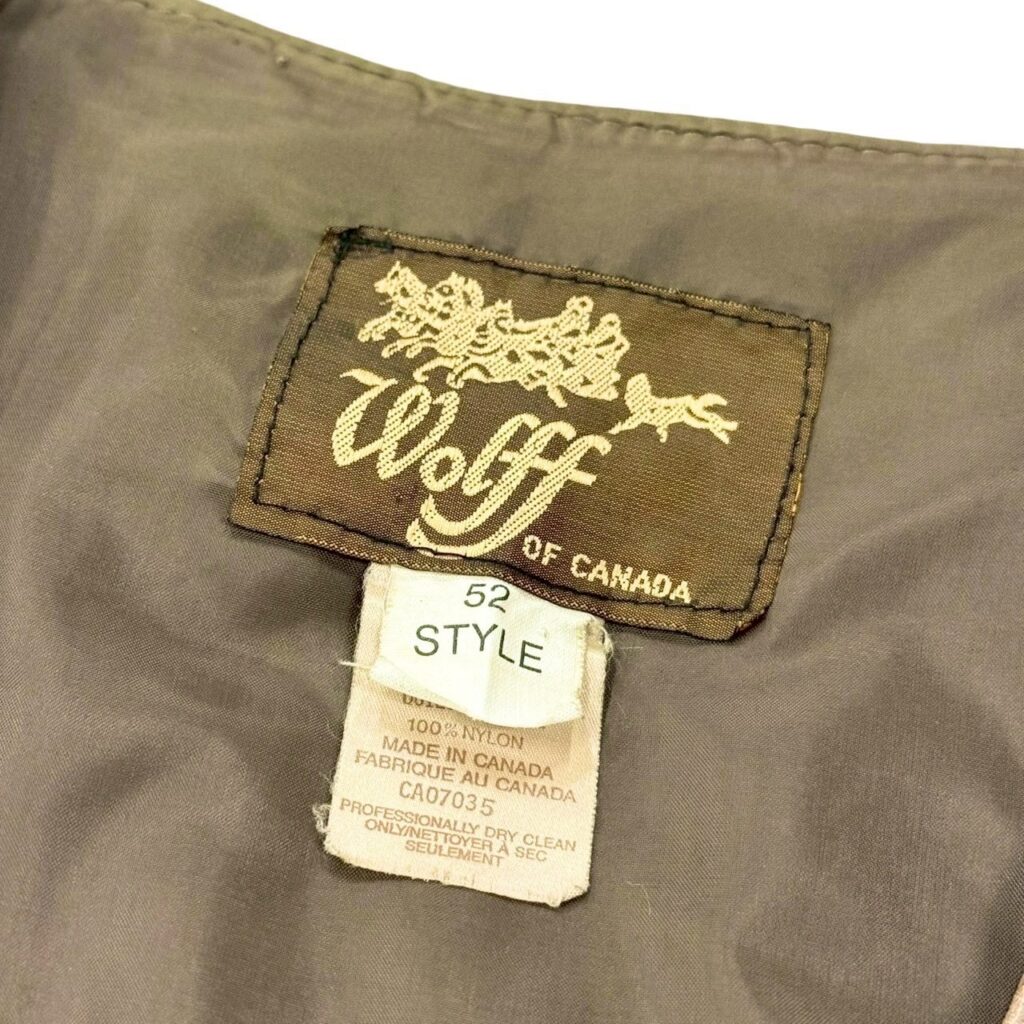 Wolff
OF CANADA
52
STYLE
100% NYLON
MADE IN CANADA
FABRIQUE AU CANADA
CA07035
PROFESSIONALLY DRY CLEAN
ONLY/NETTOYER À SEC
SEULEMENT